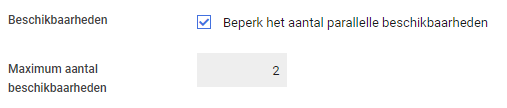 Beschikbaarheden
Beperk het aantal parallelle beschikbaarheden
Maximum aantal
beschikbaarheden
2